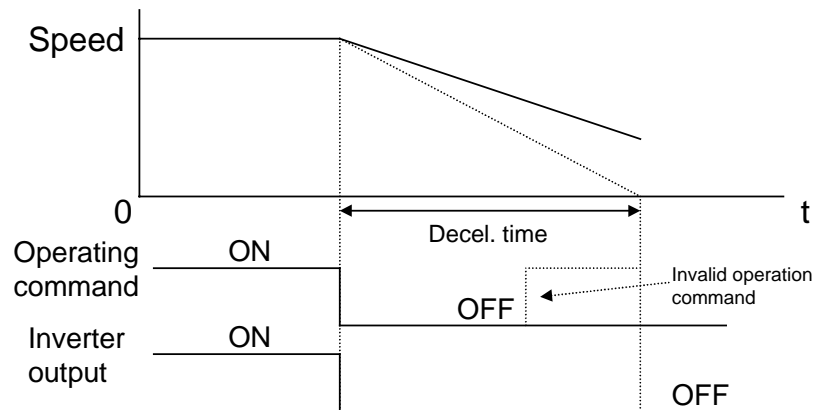 Speed
0
t
Decel. time
Operating
command
ON
OFF
Invalid operation
command
Inverter
output
ON
OFF